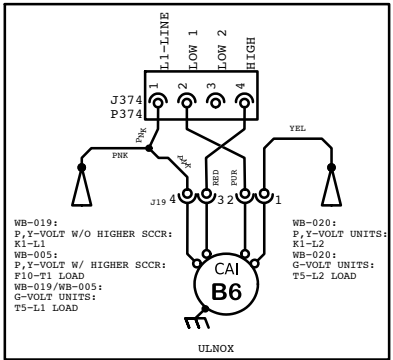 L1-LINE
LOW 1
LOW 2
HIGH
1
2
3
4
J374
P374
PNK
YEL
PNK
PNK
RED
PUR
J19
4
3
2
1
WB-019:
P,Y-VOLT W/O HIGHER SCCR:
K1-L1
WB-005:
P,Y-VOLT W/ HIGHER SCCR:
F10-T1 LOAD
WB-019/WB-005:
G-VOLT UNITS:
T5-L1 LOAD
WB-020:
P,Y-VOLT UNITS:
K1-L2
WB-020:
G-VOLT UNITS:
T5-L2 LOAD
CAI
B6
ULNOX